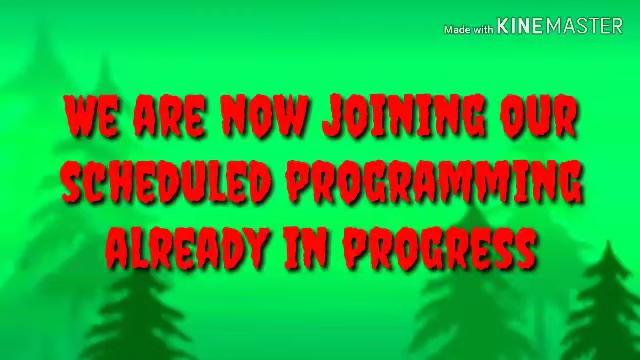 Made with KINEMASTER
WE ARE NOW JOINING OUR
SCHEDULED PROGRAMMING
ALREADY IN PROGRESS